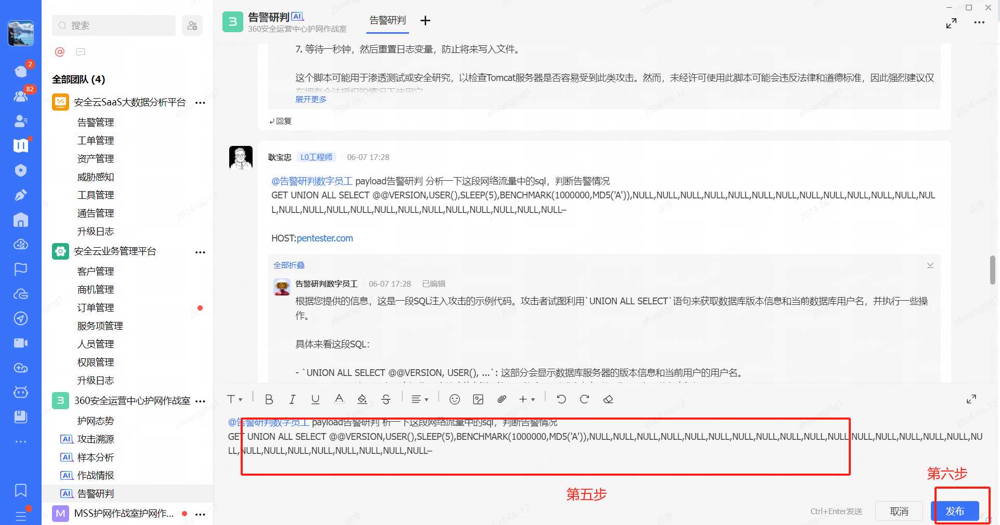 搜索
2
82
全部团队 (4)
安全云SaaS大数据分析平台
告警管理
工单管理
资产管理
威胁感知
工具管理
通告管理
升级日志
安全云业务管理平台
客户管理
商机管理
订单管理
服务项管理
人员管理
权限管理
升级日志
3 360安全运营中心护网作战室
护网态势
AI 攻击溯源
AI 样本分析
AI 作战情报
AI 告警研判
M MSS护网作战室护网作...
3 告警研判 AI
360安全运营中心护网作战室
告警研判
7. 等待一秒钟，然后重置日志变量，防止将来写入文件。
这个脚本可能用于渗透测试或安全研究，以检查Tomcat服务器是否容易受到此类攻击。然而，未经许可使用此脚本可能会违反法律和道德标准，因此强烈建议仅
在拥有合法授权的情况下使用它
展开更多
回复
耿宝忠 L0工程师 06-07 17:28
@告警研判数字员工 payload告警研判 分析一下这段网络流量中的sql，判断告警情况
GET UNION ALL SELECT @@VERSION,USER(),SLEEP(5),BENCHMARK(1000000,MD5('A')),NULL,NULL,NULL,NULL,NULL,NULL,NULL,NULL,NULL,NULL,NULL,NULL,NUL
L,NULL,NULL,NULL,NULL,NULL,NULL,NULL,NULL,NULL,NULL,NULL,NULL–
HOST:pentester.com
全部折叠
告警研判数字员工 06-07 17:28 已编辑
根据您提供的信息，这是一段SQL注入攻击的示例代码。攻击者试图利用`UNION ALL SELECT`语句来获取数据库版本信息和当前数据库用户名，并执行一些操
作。
具体来看这段SQL：
- `UNION ALL SELECT @@VERSION, USER(), ...`: 这部分会显示数据库服务器的版本信息和当前用户的用户名。
@告警研判数字员工 payload告警研判 析一下这段网络流量中的sql，判断告警情况
GET UNION ALL SELECT @@VERSION,USER(),SLEEP(5),BENCHMARK(1000000,MD5('A')),NULL,NULL,NULL,NULL,NULL,NULL,NULL,NULL,NULL,NULL,NULL,NULL,NULL,NULL,NULL,NULL,NU
LL,NULL,NULL,NULL,NULL,NULL,NULL,NULL,NULL–
第五步
第六步
Ctrl+Enter发送
取消
发布